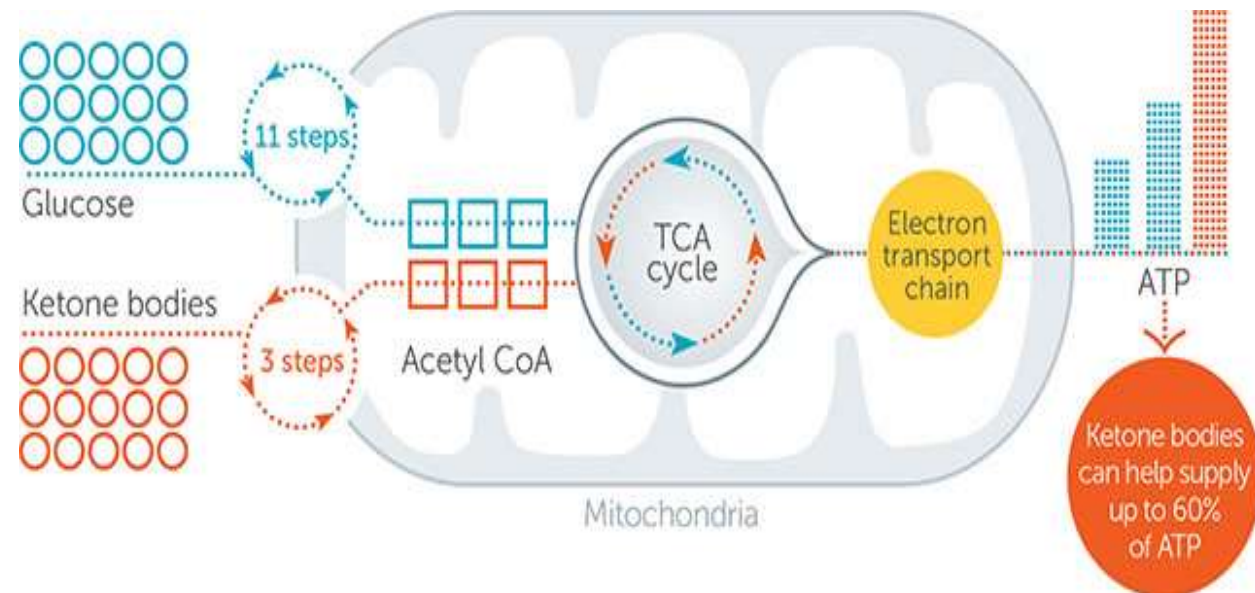 11 steps
Glucose
Ketone bodies
3 steps
Acetyl CoA
TCA
cycle
Electron
transport
chain
ATP
Ketone bodies
can help supply
up to 60%
of ATP
Mitochondria